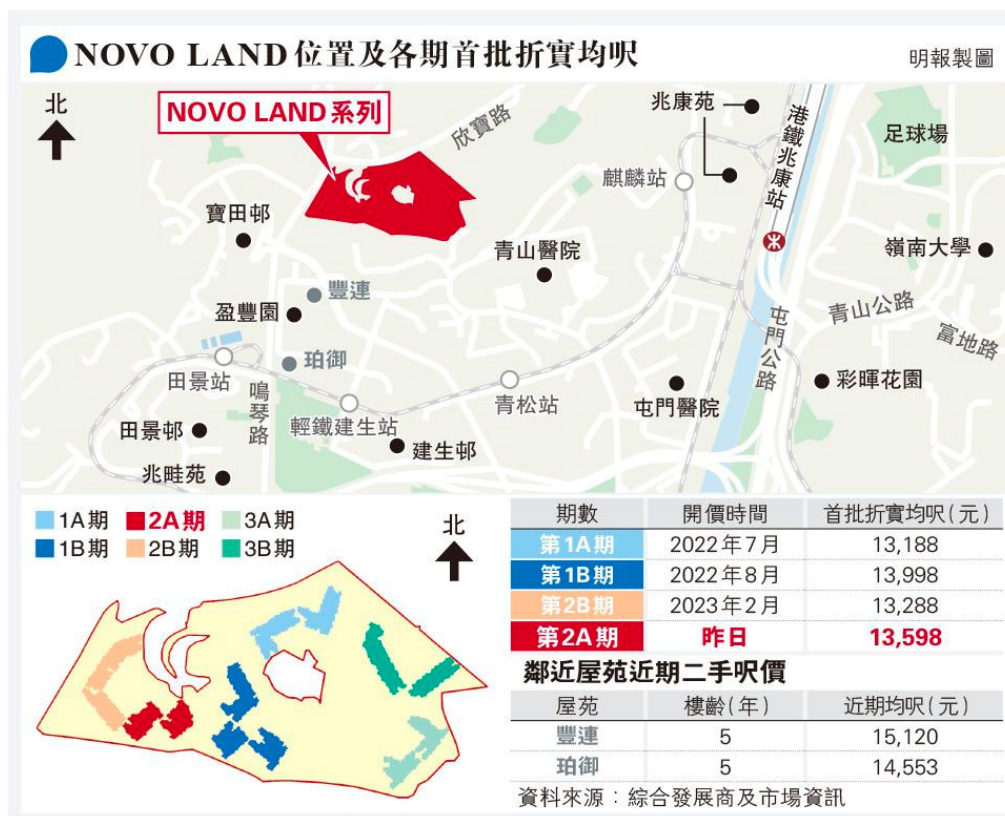 NOVO LAND位置及各期首批折實均呎
明報製圖
北
NOVO LAND系列
欣寶路
兆康苑
港鐵兆康站
足球場
麒麟站
寶田邨
青山醫院
嶺南大學
豐連
盈豐園
青山公路
富地路
珀御
屯門公路
田景站
鳴琴路
青松站
彩暉花園
屯門醫院
輕鐵建生站
田景邨
建生邨
兆畦苑
1A期 2A期 3A期
1B期 2B期 3B期
北
期數 開價時間 首批折實均呎(元)
第1A期 2022年7月 13,188
第1B期 2022年8月 13,998
第2B期 2023年2月 13,288
第2A期 昨日 13,598
鄰近屋苑近期二手呎價
屋苑 樓齡(年) 近期均呎(元)
豐連 5 15,120
珀御 5 14,553
資料來源：綜合發展商及市場資訊